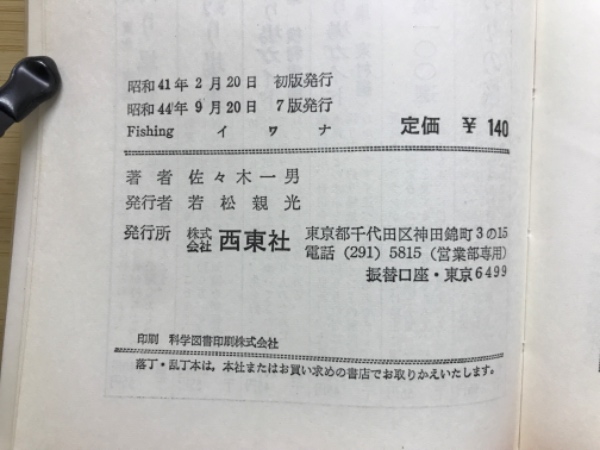 昭和41年2月20日 初版発行
昭和44年9月20日 7版発行
Fishing イワナ 定価 ¥140
著者 佐々木一男
発行者 若松親光
発行所 株式会社 西東社 東京都千代田区神田錦町3の15
電話 (291) 5815 (営業部専用)
振替口座・東京6499
印刷 科学図書印刷株式会社
落丁・乱丁本は,本社またはお買い求めの書店でお取りかえいたします。